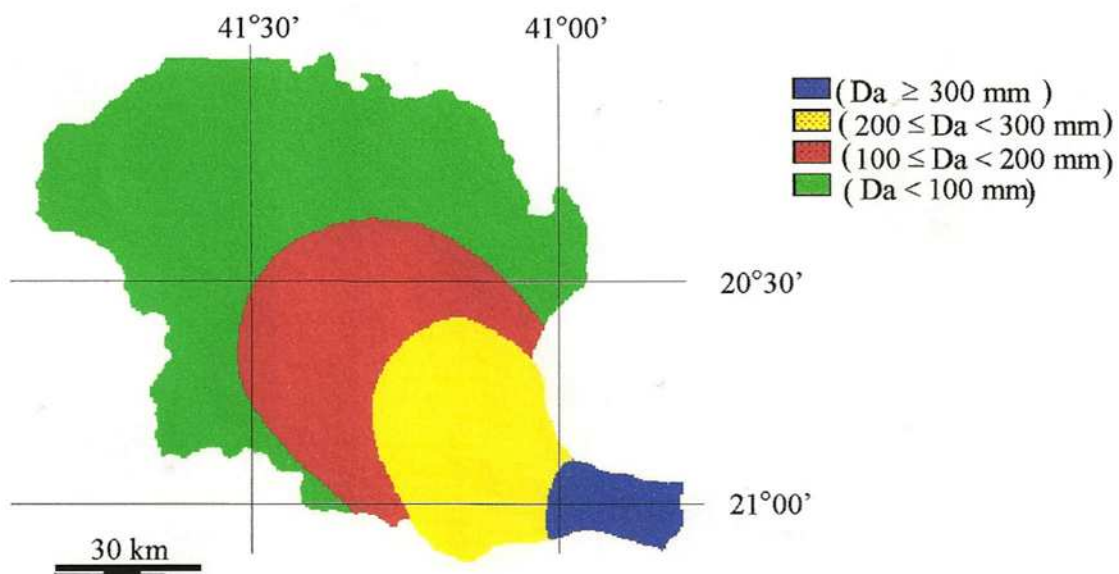 41°30’
41°00’
(Da ≥ 300 mm )
(200 ≤ Da < 300 mm)
(100 ≤ Da < 200 mm)
( Da < 100 mm)
20°30’
21°00’
30 km